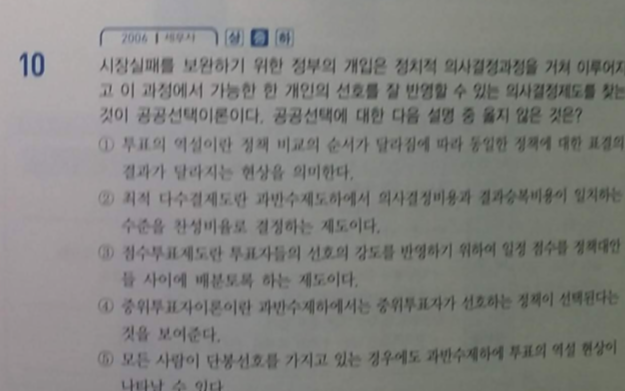 2006 | 세무사 상 중 하
10 시장실패를 보완하기 위한 정부의 개입은 정치적 의사결정과정을 거쳐 이루어지
고 이 과정에서 가능한 한 개인의 선호를 잘 반영할 수 있는 의사결정제도를 찾는
것이 공공선택이론이다. 공공선택에 대한 다음 설명 중 옳지 않은 것은?
① 투표의 역설이란 정책 비교의 순서가 달라짐에 따라 동일한 정책에 대한 표결의
결과가 달라지는 현상을 의미한다.
② 최적 다수결제도란 과반수제도하에서 의사결정비용과 결과승복비용이 일치하는
수준을 찬성비율로 결정하는 제도이다.
③ 점수투표제도란 투표자들의 선호의 강도를 반영하기 위하여 일정 점수를 정책대안
들 사이에 배분토록 하는 제도이다.
④ 중위투표자이론이란 과반수제하에서는 중위투표자가 선호하는 정책이 선택된다는
것을 보여준다.
⑤ 모든 사람이 단봉선호를 가지고 있는 경우에도 과반수제하에 투표의 역설 현상이
나타날 수 있다